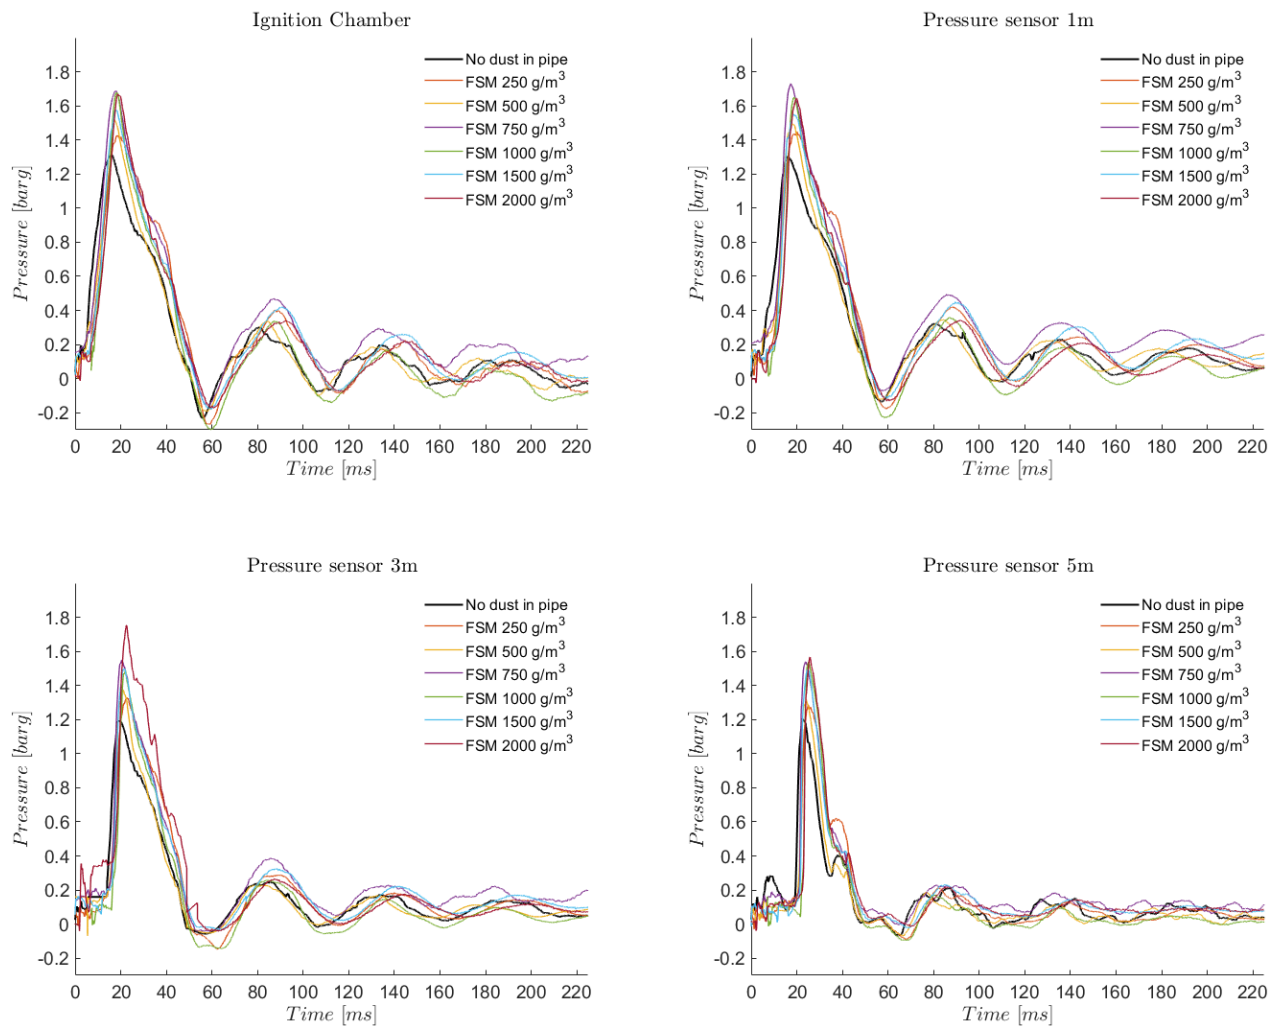 Ignition Chamber
No dust in pipe
FSM 250 g/m³
FSM 500 g/m³
FSM 750 g/m³
FSM 1000 g/m³
FSM 1500 g/m³
FSM 2000 g/m³
1.8
1.6
1.4
1.2
1
0.8
0.6
0.4
0.2
0
-0.2
Pressure [barg]
0 20 40 60 80 100 120 140 160 180 200 220
Time [ms]
Pressure sensor 1m
No dust in pipe
FSM 250 g/m³
FSM 500 g/m³
FSM 750 g/m³
FSM 1000 g/m³
FSM 1500 g/m³
FSM 2000 g/m³
1.8
1.6
1.4
1.2
1
0.8
0.6
0.4
0.2
0
-0.2
Pressure [barg]
0 20 40 60 80 100 120 140 160 180 200 220
Time [ms]
Pressure sensor 3m
No dust in pipe
FSM 250 g/m³
FSM 500 g/m³
FSM 750 g/m³
FSM 1000 g/m³
FSM 1500 g/m³
FSM 2000 g/m³
1.8
1.6
1.4
1.2
1
0.8
0.6
0.4
0.2
0
-0.2
Pressure [barg]
0 20 40 60 80 100 120 140 160 180 200 220
Time [ms]
Pressure sensor 5m
No dust in pipe
FSM 250 g/m³
FSM 500 g/m³
FSM 750 g/m³
FSM 1000 g/m³
FSM 1500 g/m³
FSM 2000 g/m³
1.8
1.6
1.4
1.2
1
0.8
0.6
0.4
0.2
0
-0.2
Pressure [barg]
0 20 40 60 80 100 120 140 160 180 200 220
Time [ms]